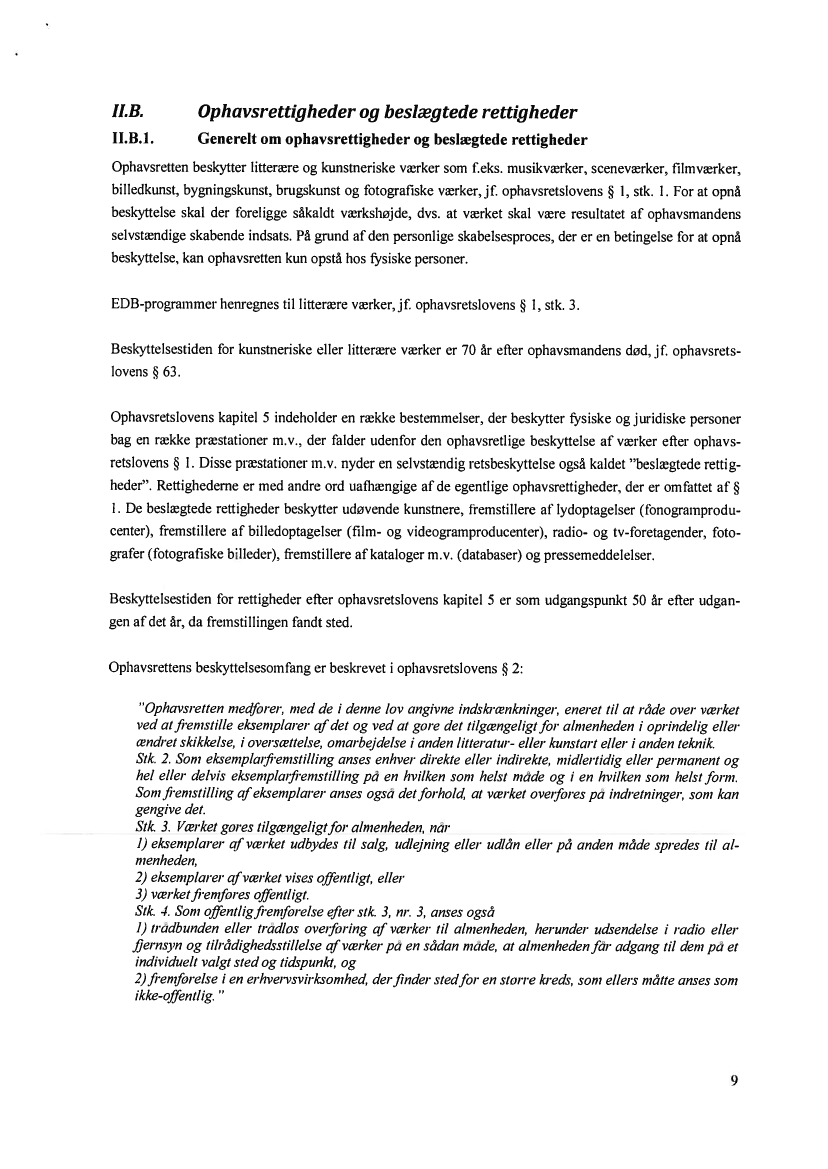 II.B. Ophavsrettigheder og beslægtede rettigheder
II.B.1. Generelt om ophavsrettigheder og beslægtede rettigheder
Ophavsretten beskytter litterære og kunstneriske værker som f.eks. musikværker, sceneværker, filmværker,
billedkunst, bygningskunst, brugskunst og fotografiske værker, jf. ophavsretslovens § 1, stk. 1. For at opnå
beskyttelse skal der foreligge såkaldt værkshøjde, dvs. at værket skal være resultatet af ophavsmandens
selvstændige skabende indsats. På grund af den personlige skabelsesproces, der er en betingelse for at opnå
beskyttelse, kan ophavsretten kun opstå hos fysiske personer.
EDB-programmer henregnes til litterære værker, jf. ophavsretslovens § 1, stk. 3.
Beskyttelsestiden for kunstneriske eller litterære værker er 70 år efter ophavsmandens død, jf. ophavsrets-
lovens § 63.
Ophavsretslovens kapitel 5 indeholder en række bestemmelser, der beskytter fysiske og juridiske personer
bag en række præstationer m.v., der falder udenfor den ophavsretlige beskyttelse af værker efter ophavs-
retslovens § 1. Disse præstationer m.v. nyder en selvstændig retsbeskyttelse også kaldet "beslægtede rettig-
heder". Rettighederne er med andre ord uafhængige af de egentlige ophavsrettigheder, der er omfattet af §
1. De beslægtede rettigheder beskytter udøvende kunstnere, fremstillere af lydoptagelser (fonogramprodu-
center), fremstillere af billedoptagelser (film- og videogramproducenter), radio- og tv-foretagender, foto-
grafer (fotografiske billeder), fremstillere af kataloger m.v. (databaser) og pressemeddelelser.
Beskyttelsestiden for rettigheder efter ophavsretslovens kapitel 5 er som udgangspunkt 50 år efter udgan-
gen af det år, da fremstillingen fandt sted.
Ophavsrettens beskyttelsesomfang er beskrevet i ophavsretslovens § 2:
"Ophavsretten medfører, med de i denne lov angivne indskrænkninger, eneret til at råde over værket
ved at fremstille eksemplarer af det og ved at gøre det tilgængeligt for almenheden i oprindelig eller
ændret skikkelse, i oversættelse, omarbejdelse i anden litteratur- eller kunstart eller i anden teknik.
Stk. 2. Som eksemplarfremstilling anses enhver direkte eller indirekte, midlertidig eller permanent og
hel eller delvis eksemplarfremstilling på en hvilken som helst måde og i en hvilken som helst form.
Som fremstilling af eksemplarer anses også det forhold, at værket overføres på indretninger, som kan
gengive det.
Stk. 3. Værket gøres tilgængeligt for almenheden, når
1) eksemplarer af værket udbydes til salg, udlejning eller udlån eller på anden måde spredes til al-
menheden,
2) eksemplarer af værket vises offentligt, eller
3) værket fremføres offentligt.
Stk. 4. Som offentlig fremførelse efter stk. 3, nr. 3, anses også
1) trådbunden eller trådløs overføring af værker til almenheden, herunder udsendelse i radio eller
fjernsyn og tilrådighedsstillelse af værker på en sådan måde, at almenheden får adgang til dem på et
individuelt valgt sted og tidspunkt, og
2) fremførelse i en erhvervsvirksomhed, der finder sted for en større kreds, som ellers måtte anses som
ikke-offentlig."
9